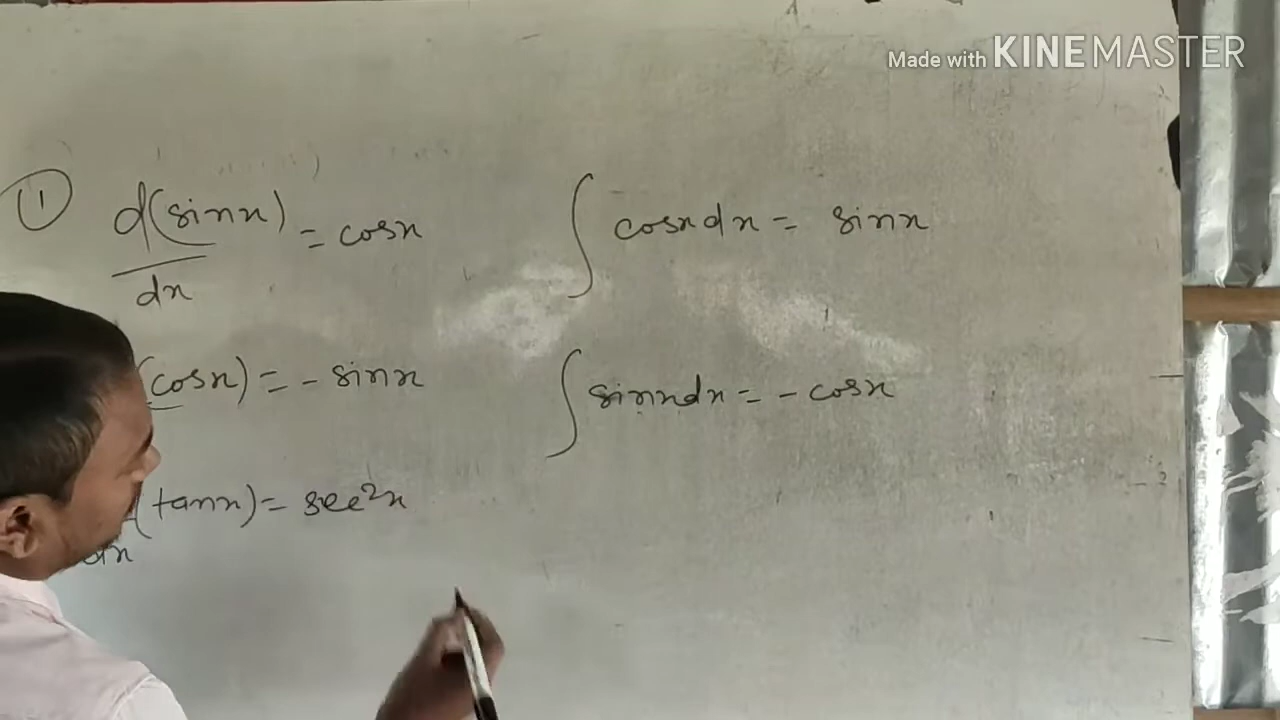 Made with KINEMASTER
① d(sinx)/dx = cosx
∫ cosx dx = sinx
(cosx) = - sinx
∫ sinx dx = - cosx
(tanx) = sec²x